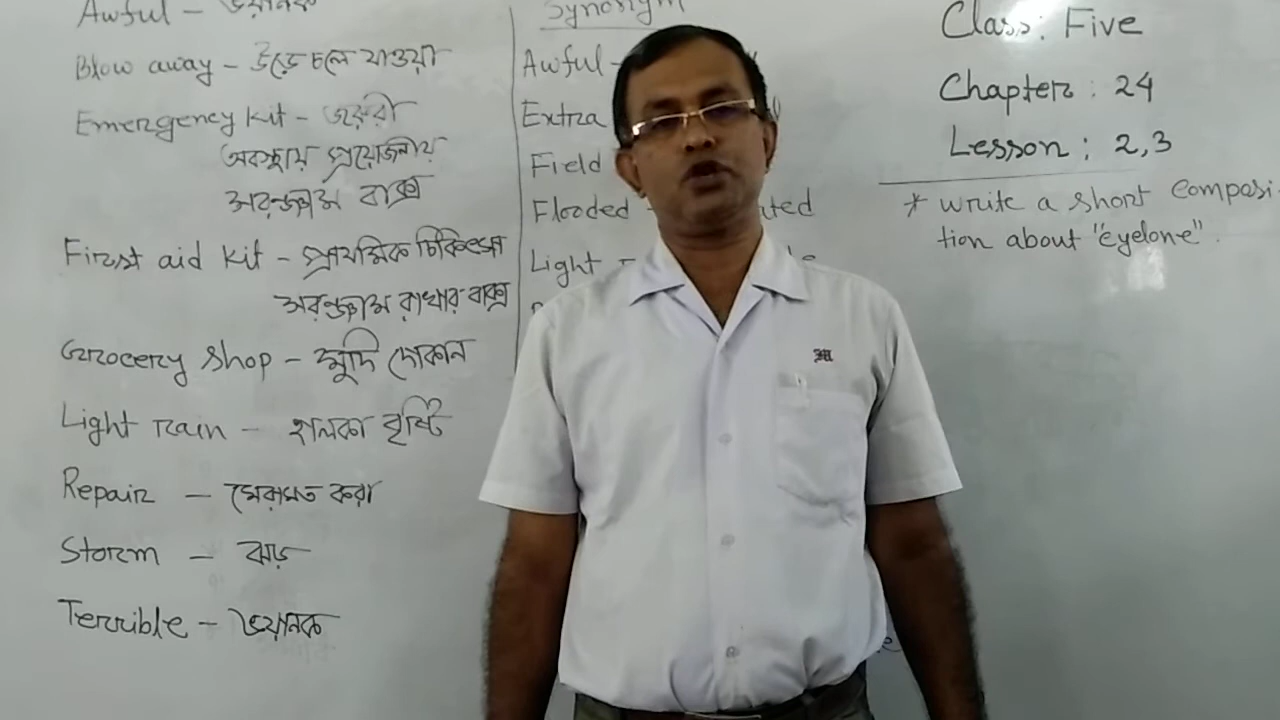 Awful - ভয়ানক
Blow away - উড়ে চলে যাওয়া
Emergency kit - জরুরী
অবস্থায় প্রয়োজনীয়
সরঞ্জাম বাক্স
First aid kit - প্রাথমিক চিকিৎসা
সরঞ্জাম রাখার বাক্স
Grocery shop - মুদি দোকান
Light rain - হালকা বৃষ্টি
Repair - মেরামত করা
Storm - ঝড়
Terrible - ভয়ানক
Synonym
Awful -
Extra
Field
Flooded -
Light
Class: Five
Chapter: 24
Lesson: 2,3
* write a short composi
tion about "cyclone".